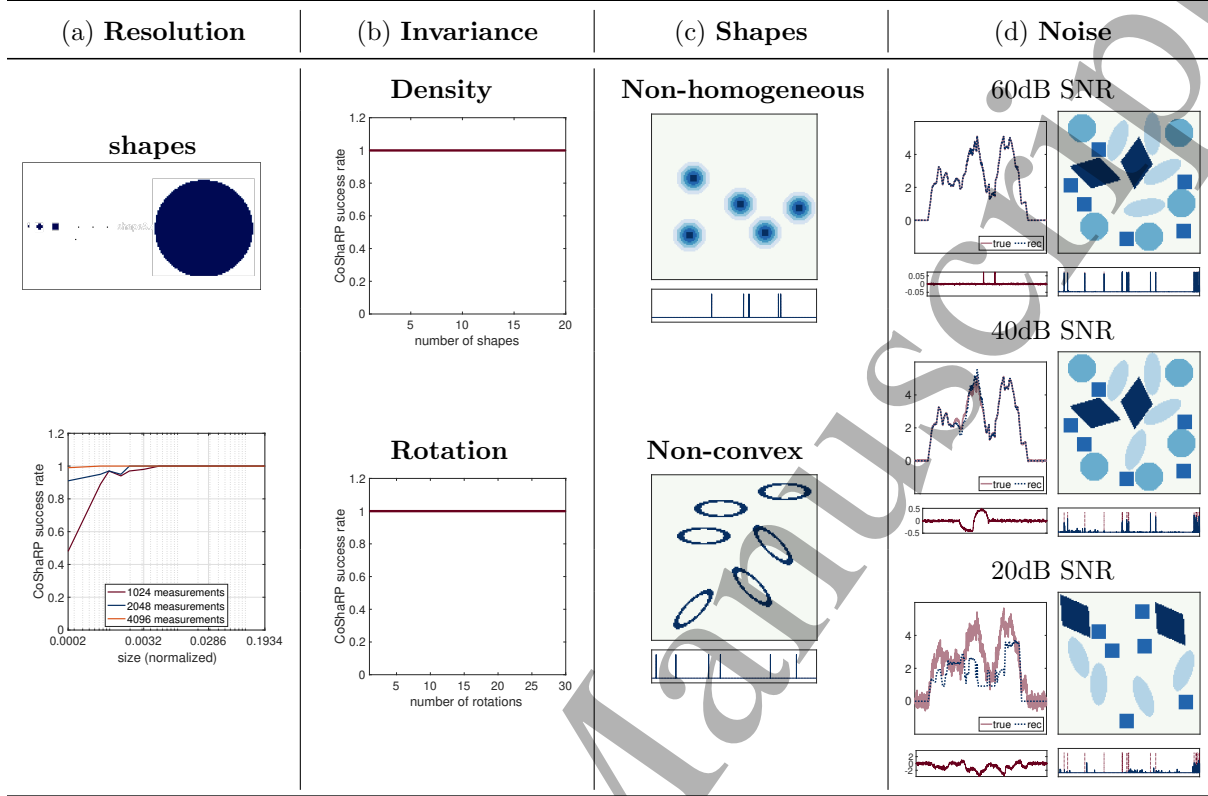 (a) Resolution
(b) Invariance
(c) Shapes
(d) Noise
shapes
1
0.8
0.6
0.4
0.2
0
CoShaRP success rate
1024 measurements
2048 measurements
4096 measurements
0.0002 0.0032 0.0286 0.1934
size (normalized)
Density
1.2
1
0.8
0.6
0.4
0.2
0
CoShaRP success rate
5 10 15 20
number of shapes
Rotation
1.2
1
0.8
0.6
0.4
0.2
0
CoShaRP success rate
5 10 15 20 25 30
number of rotations
Non-homogeneous
Non-convex
60dB SNR
4
2
0
true rec
0.05
-0.05
40dB SNR
4
2
0
true rec
0.5
0
-0.5
20dB SNR
4
2
0
true rec
2
0
-2